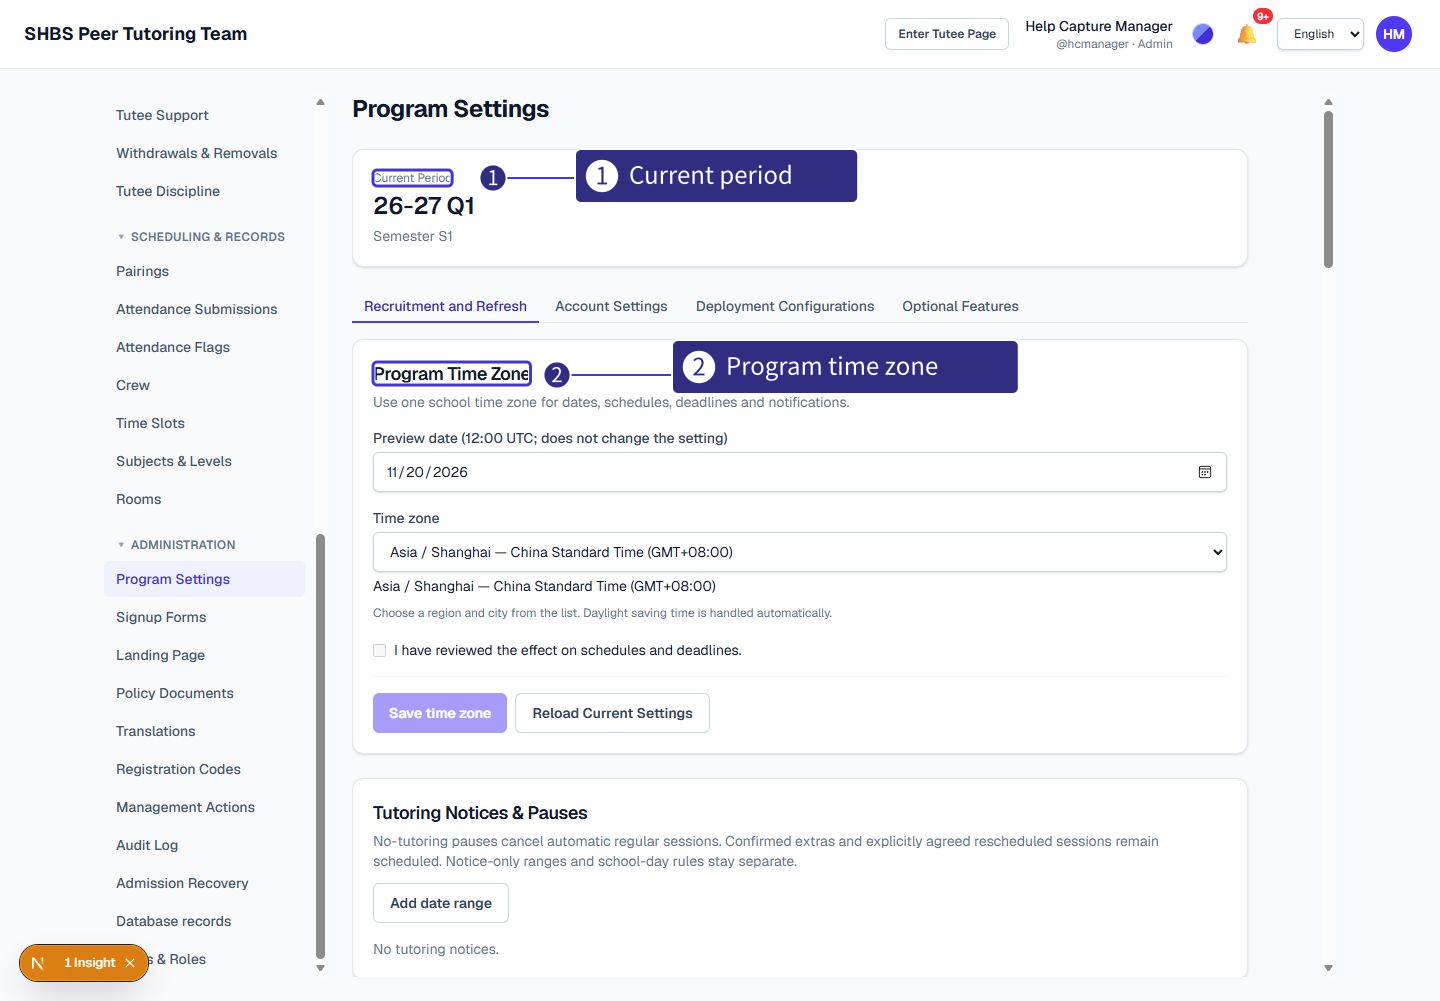 SHBS Peer Tutoring Team
Enter Tutee Page
Help Capture Manager
@hcmanager · Admin
9+
English
HM
Tutee Support
Withdrawals & Removals
Tutee Discipline
SCHEDULING & RECORDS
Pairings
Attendance Submissions
Attendance Flags
Crew
Time Slots
Subjects & Levels
Rooms
ADMINISTRATION
Program Settings
Signup Forms
Landing Page
Policy Documents
Translations
Registration Codes
Management Actions
Audit Log
Admission Recovery
Database records
s & Roles
1 Insight
Program Settings
Current Period
1
1 Current period
26-27 Q1
Semester S1
Recruitment and Refresh
Account Settings
Deployment Configurations
Optional Features
Program Time Zone
2
2 Program time zone
Use one school time zone for dates, schedules, deadlines and notifications.
Preview date (12:00 UTC; does not change the setting)
11/20/2026
Time zone
Asia / Shanghai — China Standard Time (GMT+08:00)
Asia / Shanghai — China Standard Time (GMT+08:00)
Choose a region and city from the list. Daylight saving time is handled automatically.
I have reviewed the effect on schedules and deadlines.
Save time zone
Reload Current Settings
Tutoring Notices & Pauses
No-tutoring pauses cancel automatic regular sessions. Confirmed extras and explicitly agreed rescheduled sessions remain
scheduled. Notice-only ranges and school-day rules stay separate.
Add date range
No tutoring notices.